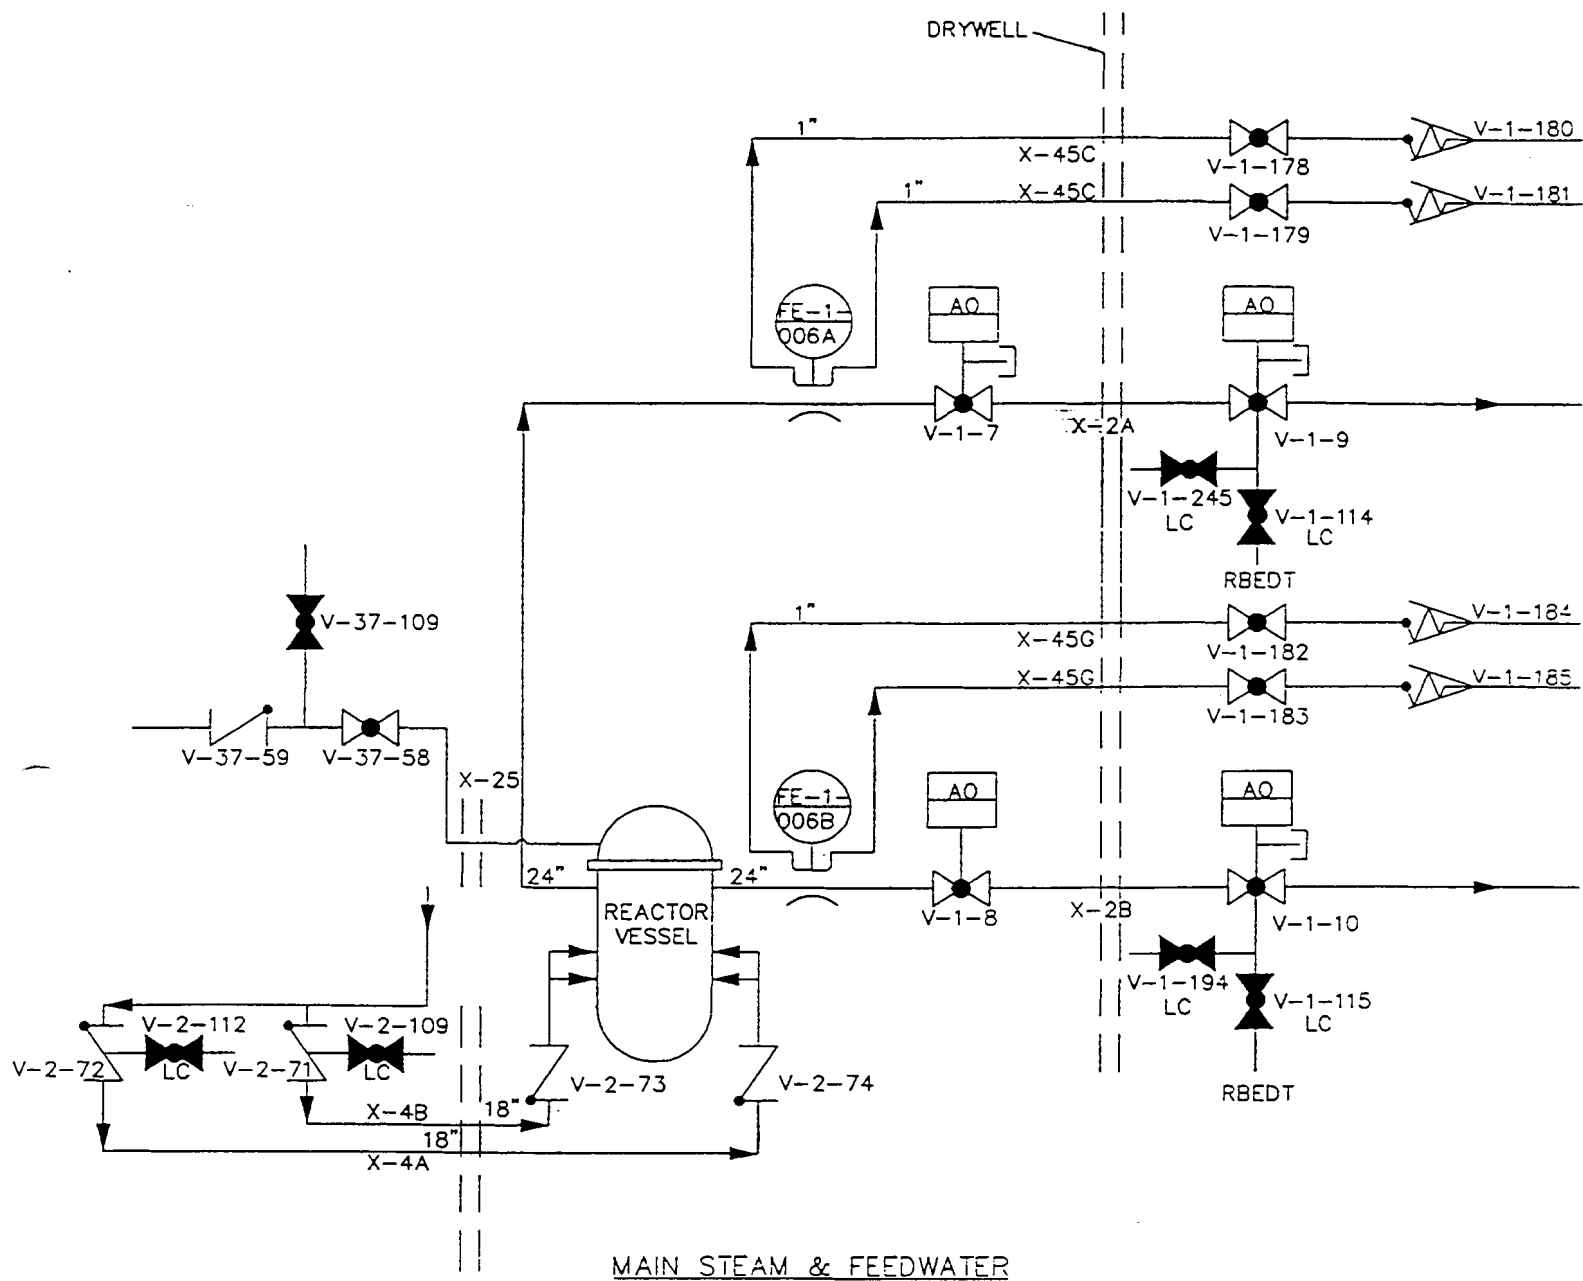 DRYWELL
1"
X-45C
V-1-178
V-1-180
1"
X-45C
V-1-179
V-1-181
FE-1-
006A
AO
AO
V-1-7
X-2A
V-1-9
V-1-245
LC
V-1-114
LC
RBEDT
V-37-109
V-37-59
V-37-58
X-25
1"
X-45G
V-1-182
V-1-184
X-45G
V-1-183
V-1-185
FE-1-
006B
AO
AO
24"
24"
V-1-8
X-2B
V-1-10
REACTOR
VESSEL
V-1-194
LC
V-1-115
LC
RBEDT
V-2-112
V-2-109
V-2-72
LC
V-2-71
LC
V-2-73
V-2-74
X-4B
18"
18"
X-4A
MAIN STEAM & FEEDWATER